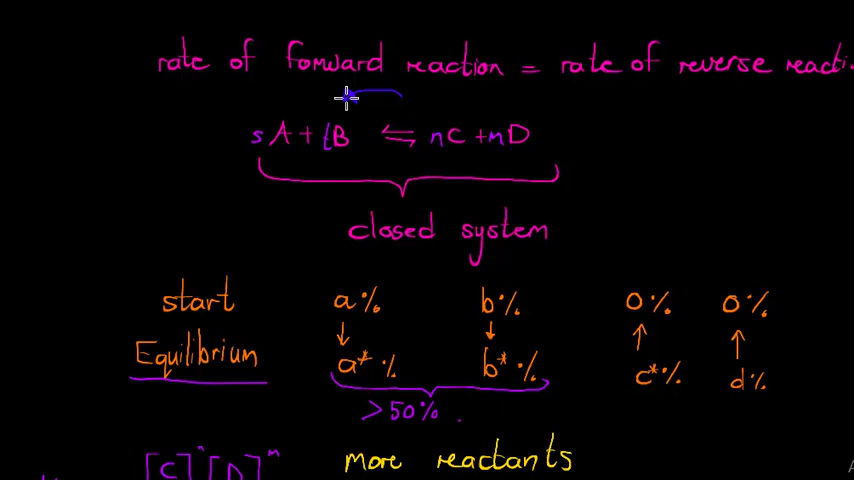 rate of forward reaction = rate of reverse reacti
sA + tB ⇌ nC + mD
closed system
start a% b% 0% 0%
↓ ↓ ↑ ↑
Equilibrium a* % b* % c* % d %
>50% .
[C]ⁿ [D]ᵐ
more reactants